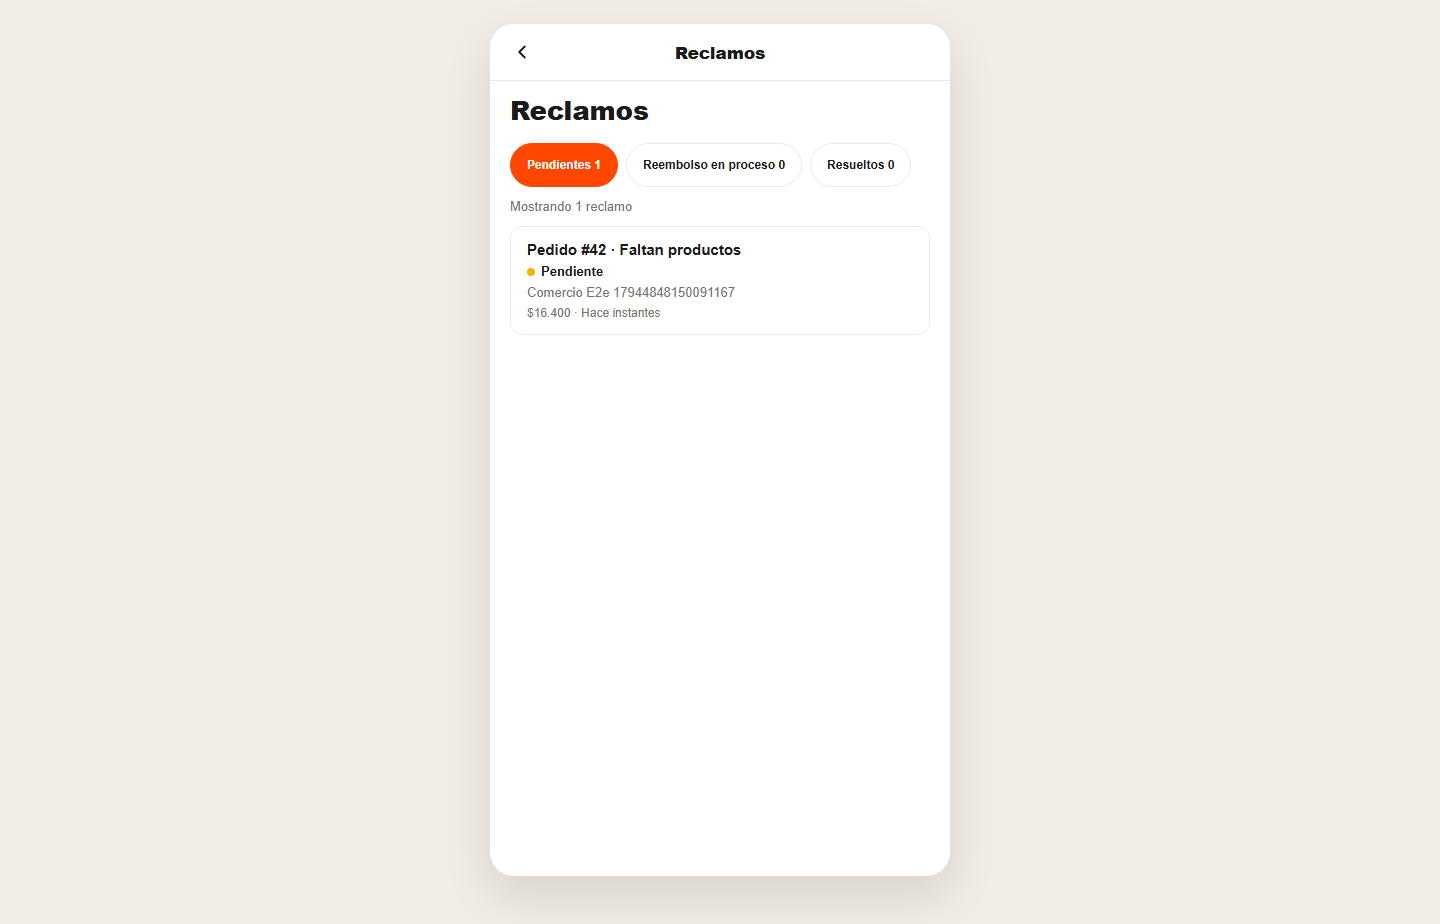 Reclamos
Reclamos
Pendientes 1
Reembolso en proceso 0
Resueltos 0
Mostrando 1 reclamo
Pedido #42 · Faltan productos
Pendiente
Comercio E2e 17944848150091167
$16.400 · Hace instantes